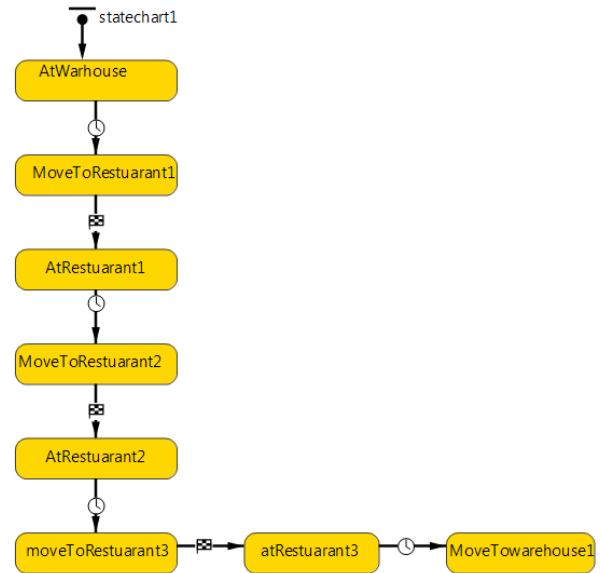 statechart1
AtWarhouse
MoveToRestuarant1
AtRestuarant1
MoveToRestuarant2
AtRestuarant2
moveToRestuarant3
atRestuarant3
MoveTowarehouse1